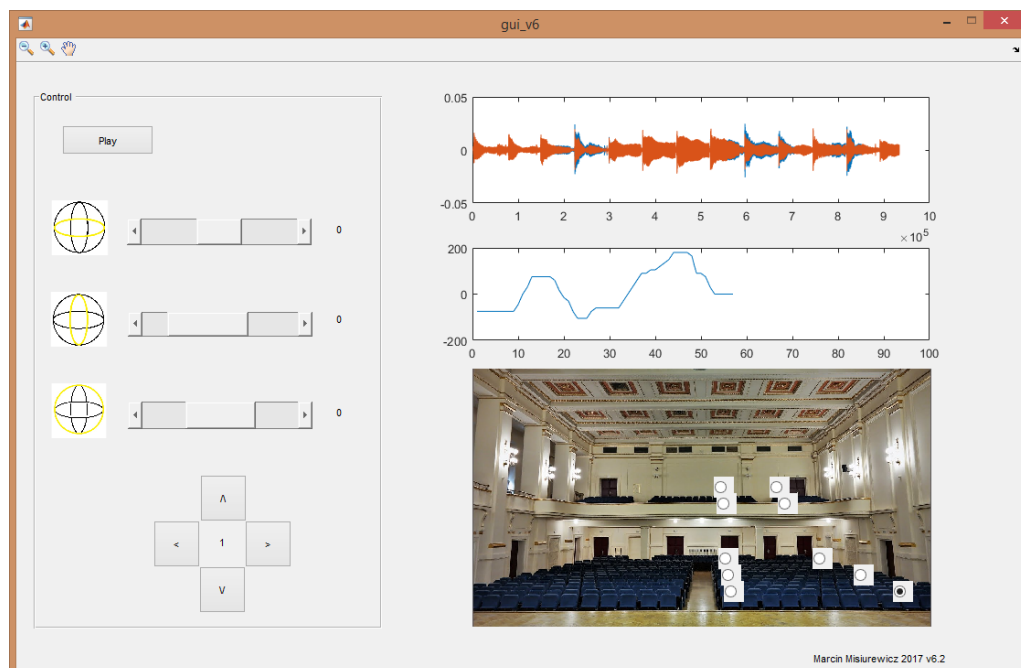 gui_v6
Control
Play
0
0
0
Λ
< 1 >
V
0.05
0
-0.05
0 1 2 3 4 5 6 7 8 9 10
×10⁵
200
0
-200
0 10 20 30 40 50 60 70 80 90 100
Marcin Misiurewicz 2017 v6.2